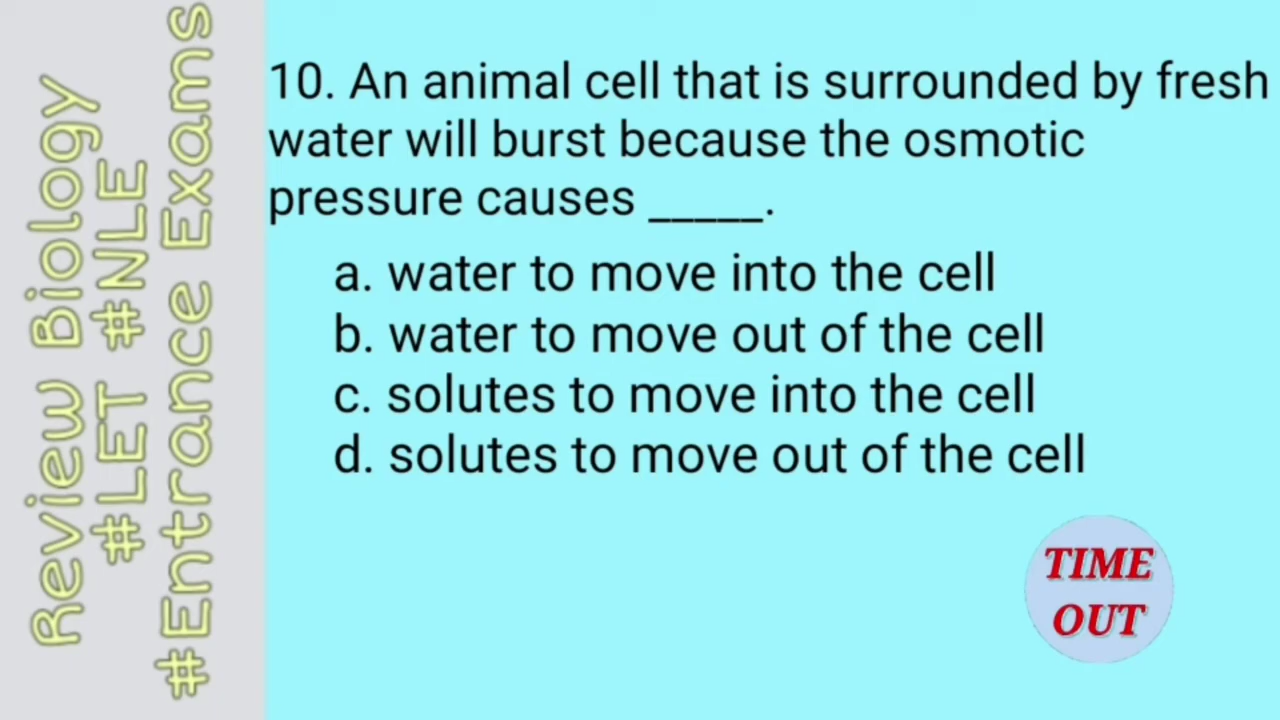 Review Biology
#LET #NLE
#Entrance Exams
10. An animal cell that is surrounded by fresh
water will burst because the osmotic
pressure causes _____.
a. water to move into the cell
b. water to move out of the cell
c. solutes to move into the cell
d. solutes to move out of the cell
TIME
OUT